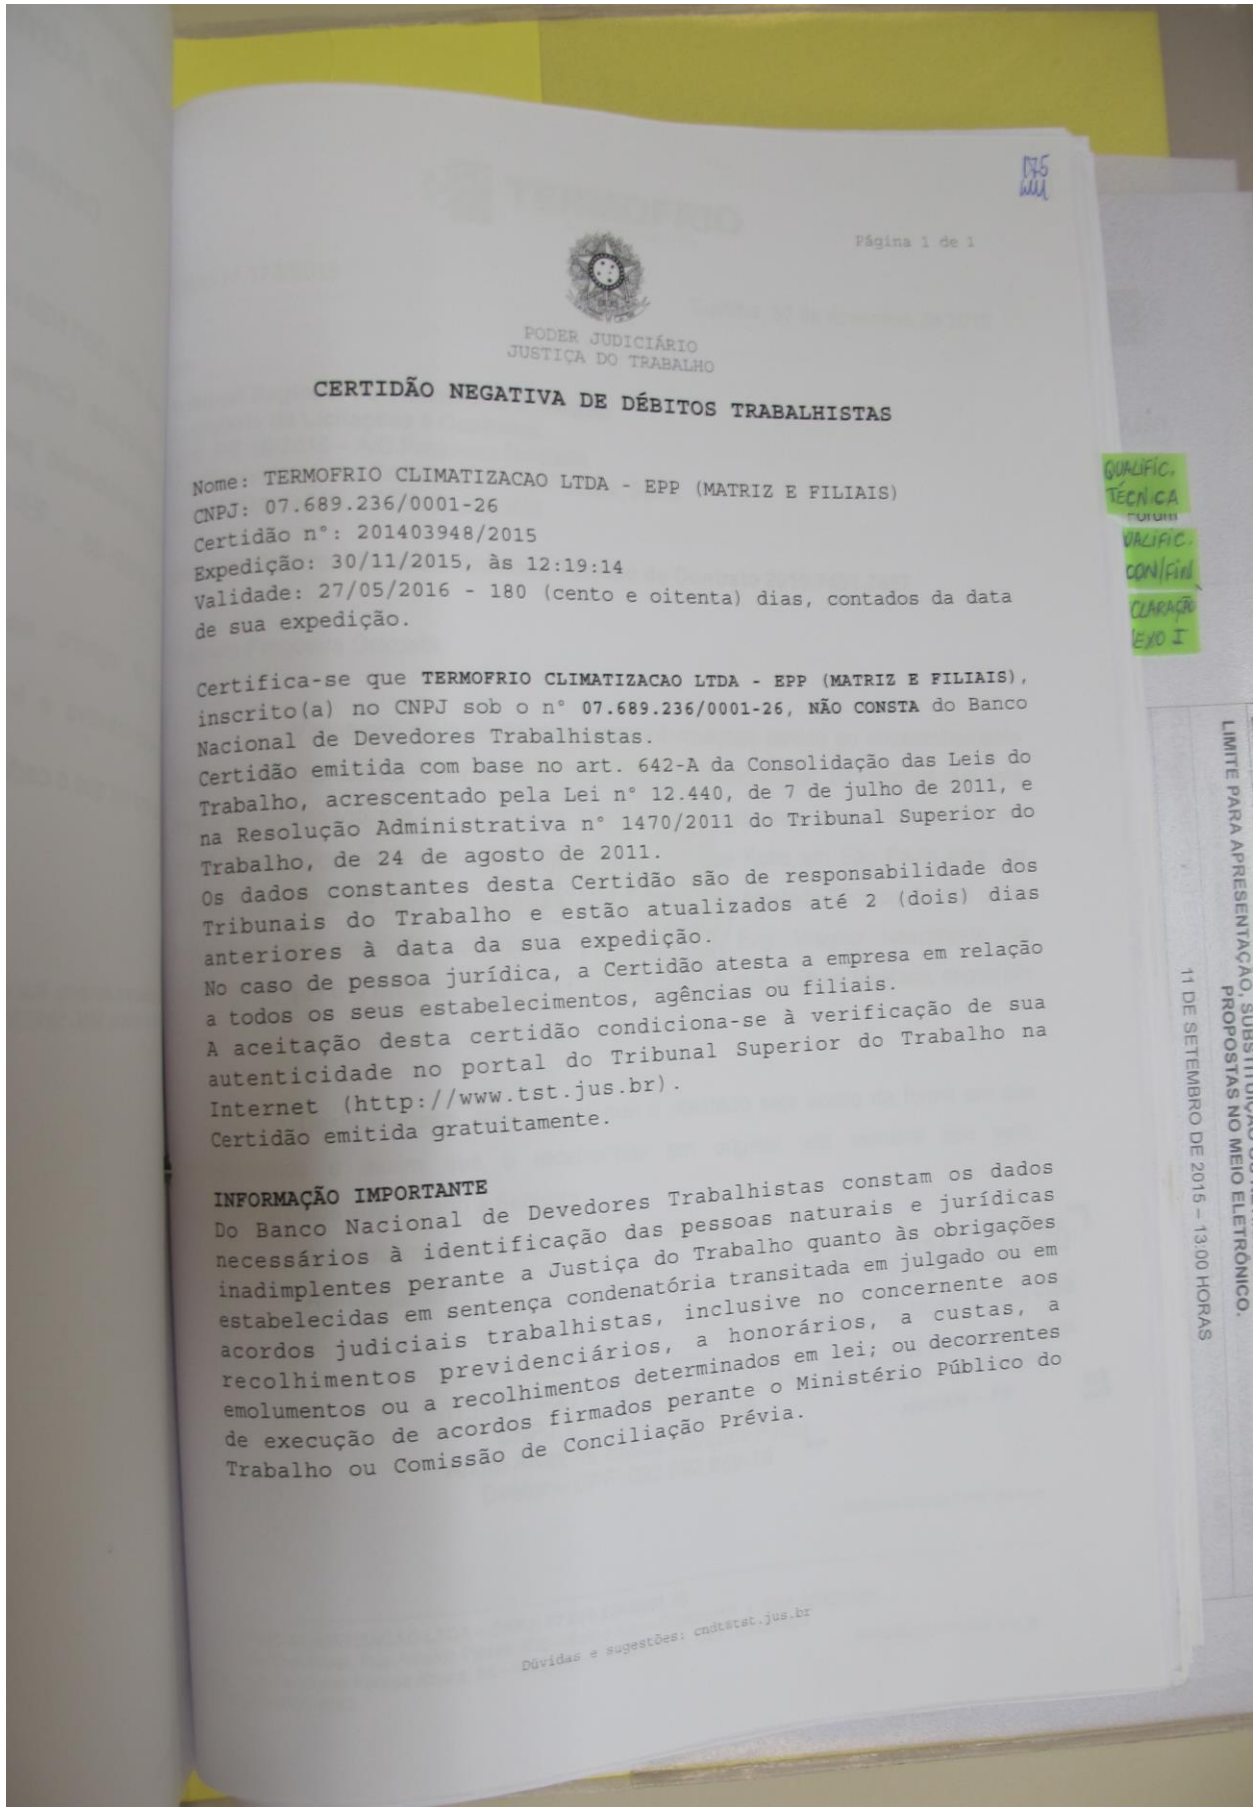 175
Página 1 de 1
PODER JUDICIÁRIO
JUSTIÇA DO TRABALHO
CERTIDÃO NEGATIVA DE DÉBITOS TRABALHISTAS
Nome: TERMOFRIO CLIMATIZACAO LTDA - EPP (MATRIZ E FILIAIS)
CNPJ: 07.689.236/0001-26
Certidão n°: 201403948/2015
Expedição: 30/11/2015, às 12:19:14
Validade: 27/05/2016 - 180 (cento e oitenta) dias, contados da data
de sua expedição.
Certifica-se que TERMOFRIO CLIMATIZACAO LTDA - EPP (MATRIZ E FILIAIS),
inscrito(a) no CNPJ sob o n° 07.689.236/0001-26, NÃO CONSTA do Banco
Nacional de Devedores Trabalhistas.
Certidão emitida com base no art. 642-A da Consolidação das Leis do
Trabalho, acrescentado pela Lei n° 12.440, de 7 de julho de 2011, e
na Resolução Administrativa n° 1470/2011 do Tribunal Superior do
Trabalho, de 24 de agosto de 2011.
Os dados constantes desta Certidão são de responsabilidade dos
Tribunais do Trabalho e estão atualizados até 2 (dois) dias
anteriores à data da sua expedição.
No caso de pessoa jurídica, a Certidão atesta a empresa em relação
a todos os seus estabelecimentos, agências ou filiais.
A aceitação desta certidão condiciona-se à verificação de sua
autenticidade no portal do Tribunal Superior do Trabalho na
Internet (http://www.tst.jus.br).
Certidão emitida gratuitamente.
INFORMAÇÃO IMPORTANTE
Do Banco Nacional de Devedores Trabalhistas constam os dados
necessários à identificação das pessoas naturais e jurídicas
inadimplentes perante a Justiça do Trabalho quanto às obrigações
estabelecidas em sentença condenatória transitada em julgado ou em
acordos judiciais trabalhistas, inclusive no concernente aos
recolhimentos previdenciários, a honorários, a custas, a
emolumentos ou a recolhimentos determinados em lei; ou decorrentes
de execução de acordos firmados perante o Ministério Público do
Trabalho ou Comissão de Conciliação Prévia.
Dúvidas e sugestões: cndt@tst.jus.br
QUALIFIC.
TÉCNICA
Fórum
UALIFIC.
CON/FIN
CLARAÇÃO
EXO I
LIMITE PARA APRESENTAÇÃO, SUBSTITUIÇÃO
PROPOSTAS NO MEIO ELETRÔNICO.
11 DE SETEMBRO DE 2015 – 13:00 HORAS